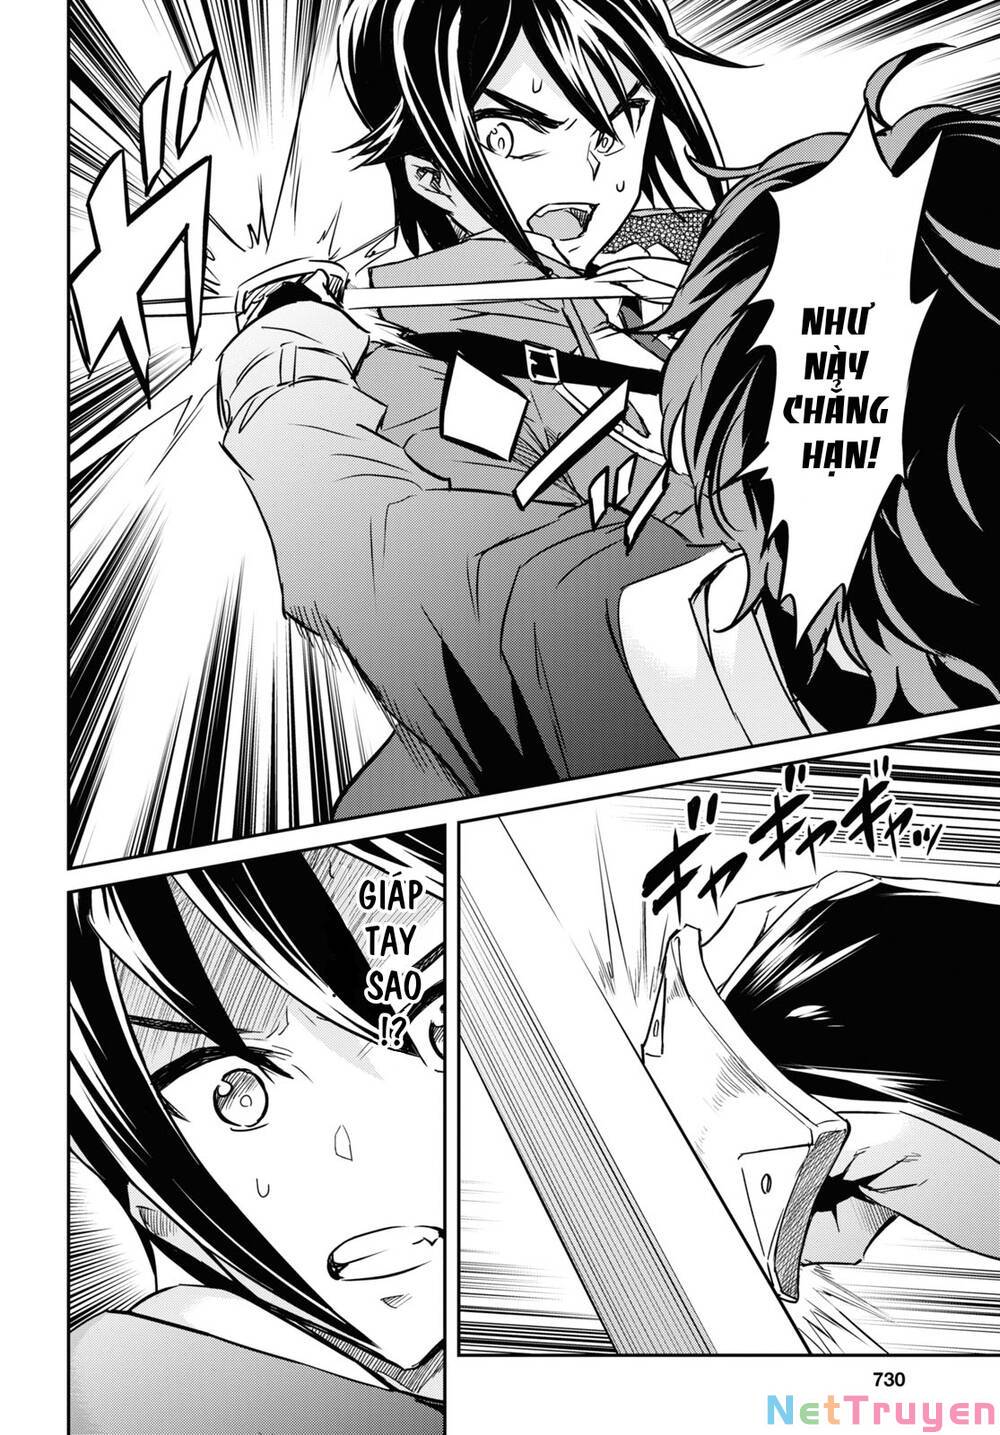 NHƯ
NÀY
CHẲNG
HẠN!
GIÁP
TAY
SAO
!?
ギャギャギャッ
730
NetTruyen